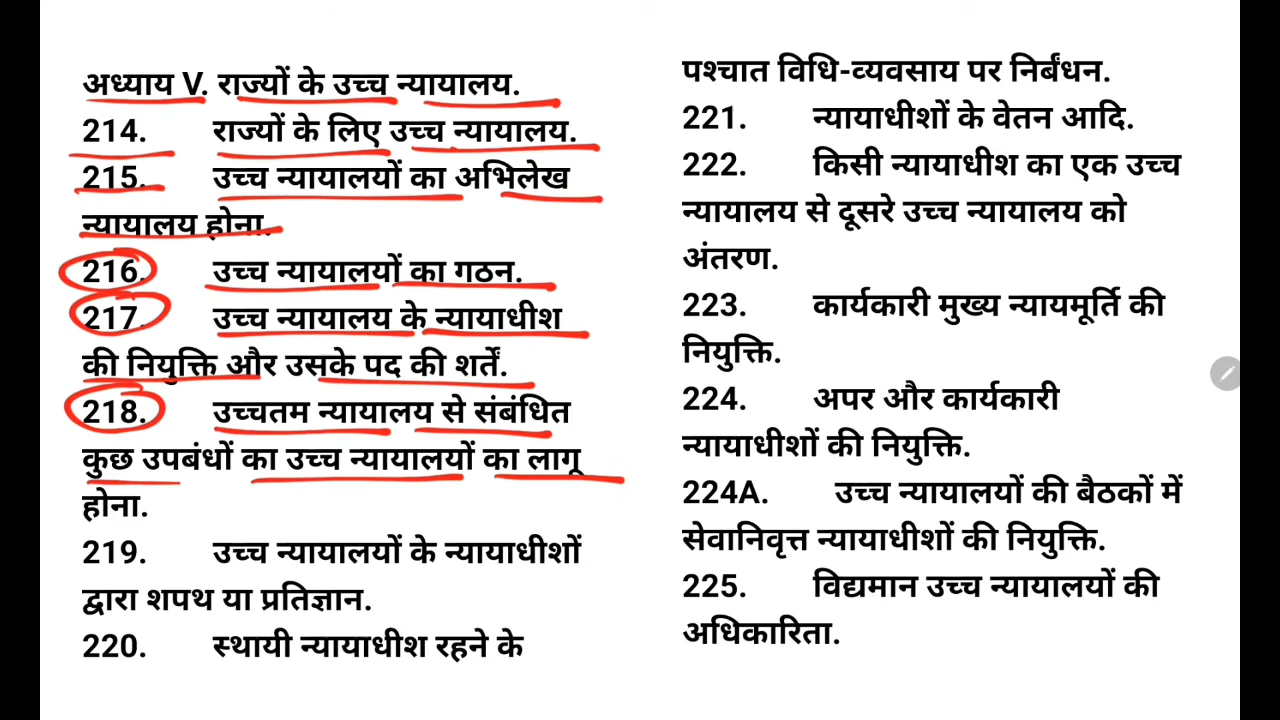 अध्याय V. राज्यों के उच्च न्यायालय.
214. राज्यों के लिए उच्च न्यायालय.
215. उच्च न्यायालयों का अभिलेख
न्यायालय होना.
216. उच्च न्यायालयों का गठन.
217. उच्च न्यायालय के न्यायाधीश
की नियुक्ति और उसके पद की शर्तें.
218. उच्चतम न्यायालय से संबंधित
कुछ उपबंधों का उच्च न्यायालयों का लागू
होना.
219. उच्च न्यायालयों के न्यायाधीशों
द्वारा शपथ या प्रतिज्ञान.
220. स्थायी न्यायाधीश रहने के
पश्चात विधि-व्यवसाय पर निर्बंधन.
221. न्यायाधीशों के वेतन आदि.
222. किसी न्यायाधीश का एक उच्च
न्यायालय से दूसरे उच्च न्यायालय को
अंतरण.
223. कार्यकारी मुख्य न्यायमूर्ति की
नियुक्ति.
224. अपर और कार्यकारी
न्यायाधीशों की नियुक्ति.
224A. उच्च न्यायालयों की बैठकों में
सेवानिवृत्त न्यायाधीशों की नियुक्ति.
225. विद्यमान उच्च न्यायालयों की
अधिकारिता.